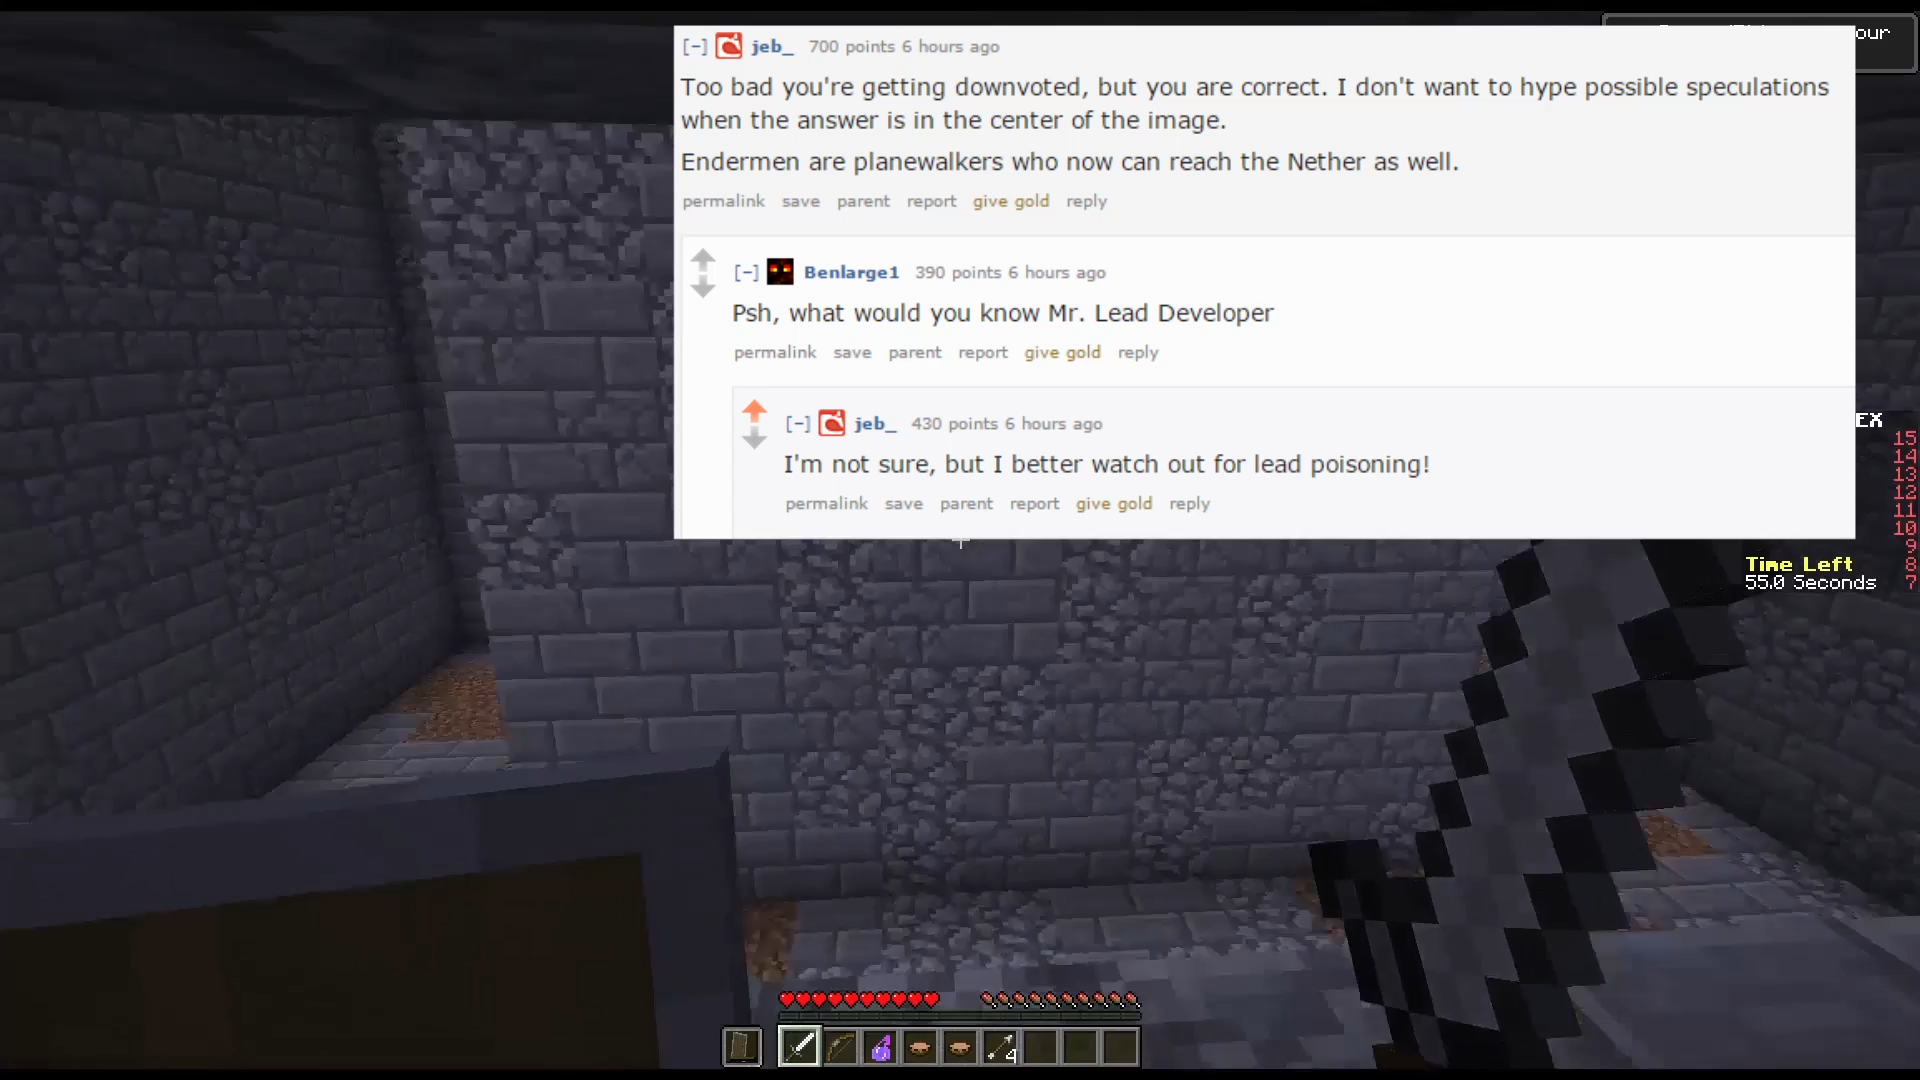 [-] jeb_ 700 points 6 hours ago
our
Too bad you're getting downvoted, but you are correct. I don't want to hype possible speculations
when the answer is in the center of the image.
Endermen are planewalkers who now can reach the Nether as well.
permalink save parent report give gold reply
[-] Benlarge1 390 points 6 hours ago
Psh, what would you know Mr. Lead Developer
permalink save parent report give gold reply
[-] jeb_ 430 points 6 hours ago
I'm not sure, but I better watch out for lead poisoning!
permalink save parent report give gold reply
EX
15
14
13
12
11
10
9
Time Left 8
55.0 Seconds 7
4